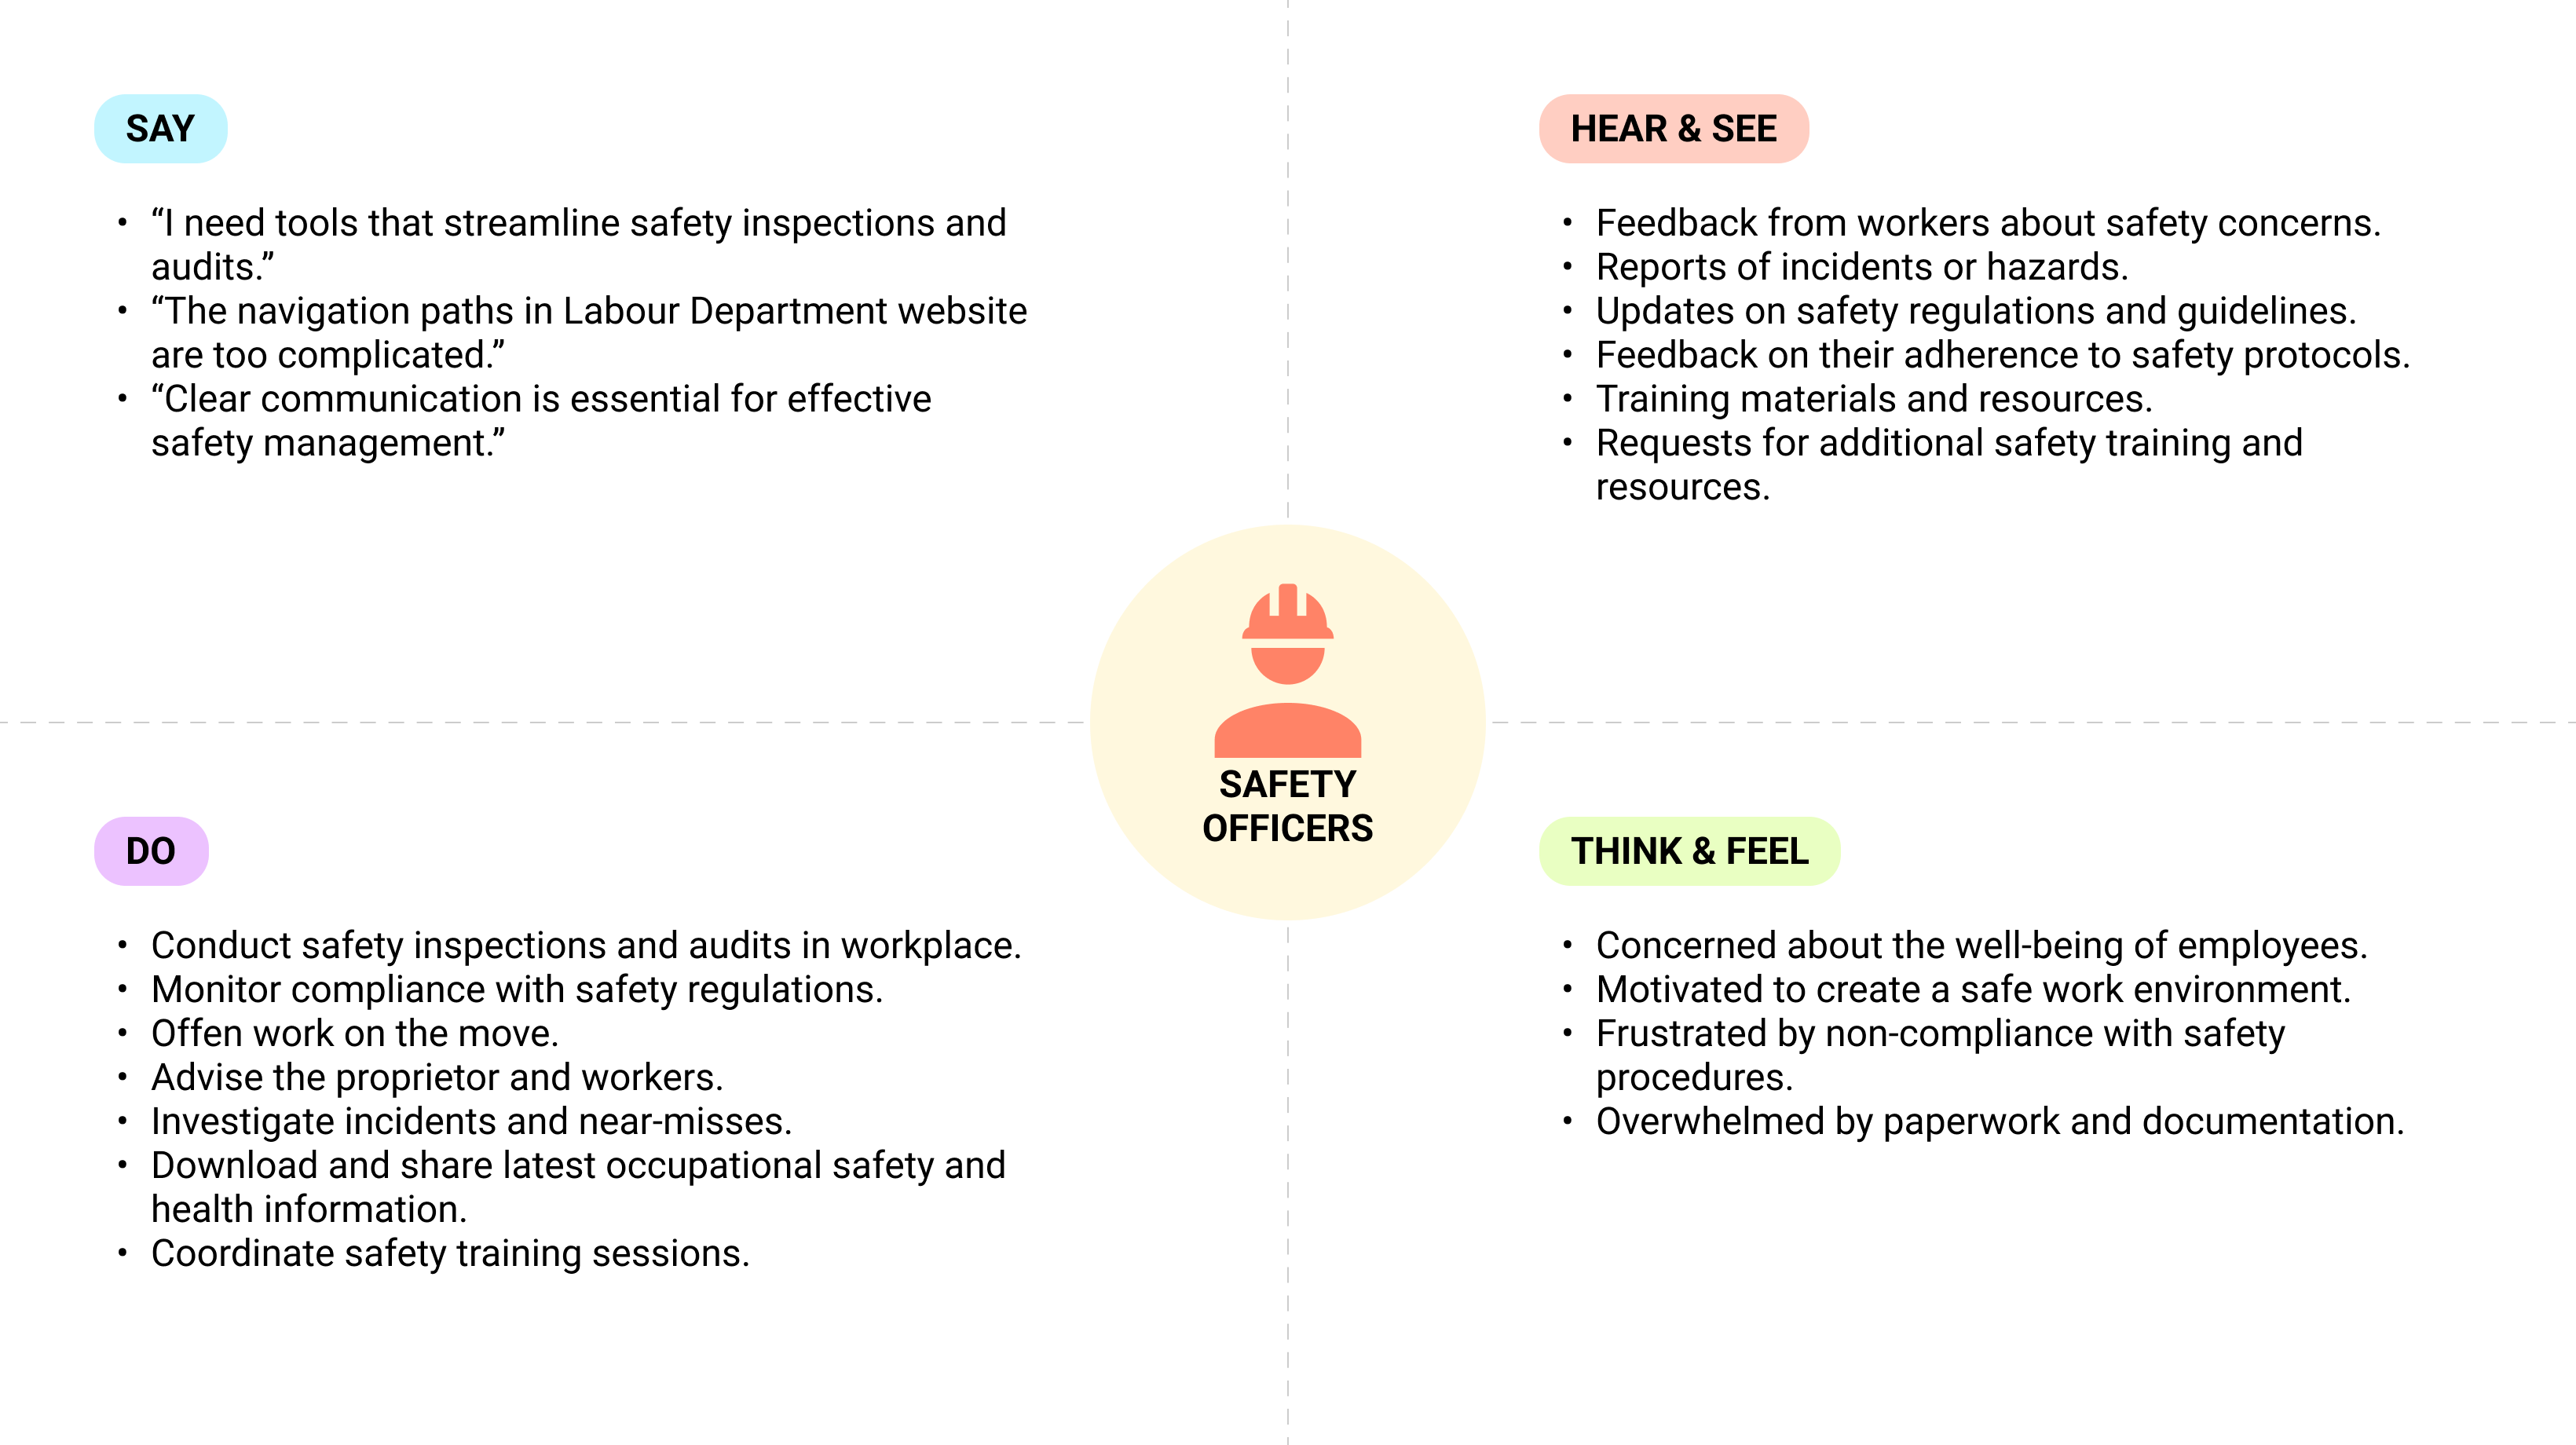 SAY
• “I need tools that streamline safety inspections and
audits.”
• “The navigation paths in Labour Department website
are too complicated.”
• “Clear communication is essential for effective
safety management.”
HEAR & SEE
• Feedback from workers about safety concerns.
• Reports of incidents or hazards.
• Updates on safety regulations and guidelines.
• Feedback on their adherence to safety protocols.
• Training materials and resources.
• Requests for additional safety training and
resources.
SAFETY
OFFICERS
DO
• Conduct safety inspections and audits in workplace.
• Monitor compliance with safety regulations.
• Offen work on the move.
• Advise the proprietor and workers.
• Investigate incidents and near-misses.
• Download and share latest occupational safety and
health information.
• Coordinate safety training sessions.
THINK & FEEL
• Concerned about the well-being of employees.
• Motivated to create a safe work environment.
• Frustrated by non-compliance with safety
procedures.
• Overwhelmed by paperwork and documentation.